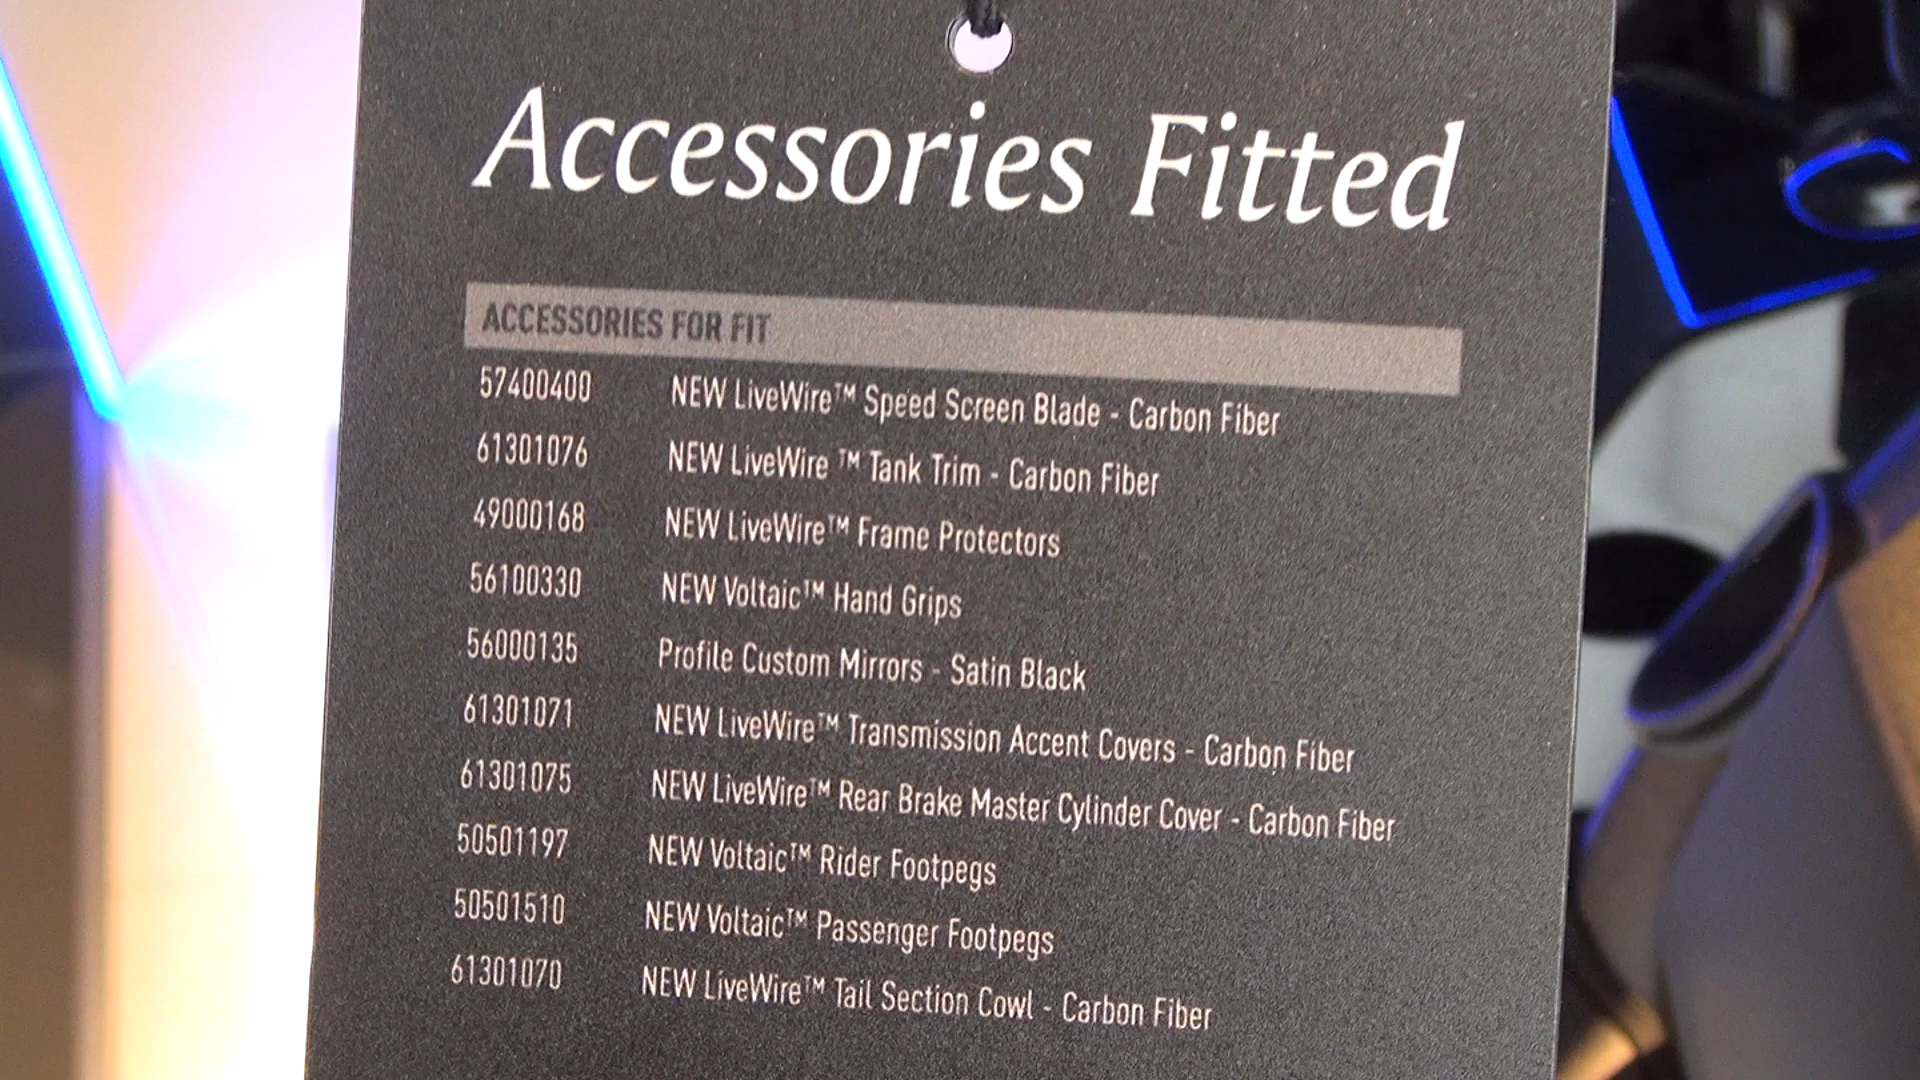 Accessories Fitted
ACCESSORIES FOR FIT
57400400 NEW LiveWire™ Speed Screen Blade - Carbon Fiber
61301076 NEW LiveWire ™ Tank Trim - Carbon Fiber
49000168 NEW LiveWire™ Frame Protectors
56100330 NEW Voltaic™ Hand Grips
56000135 Profile Custom Mirrors - Satin Black
61301071 NEW LiveWire™ Transmission Accent Covers - Carbon Fiber
61301075 NEW LiveWire™ Rear Brake Master Cylinder Cover - Carbon Fiber
50501197 NEW Voltaic™ Rider Footpegs
50501510 NEW Voltaic™ Passenger Footpegs
61301070 NEW LiveWire™ Tail Section Cowl - Carbon Fiber